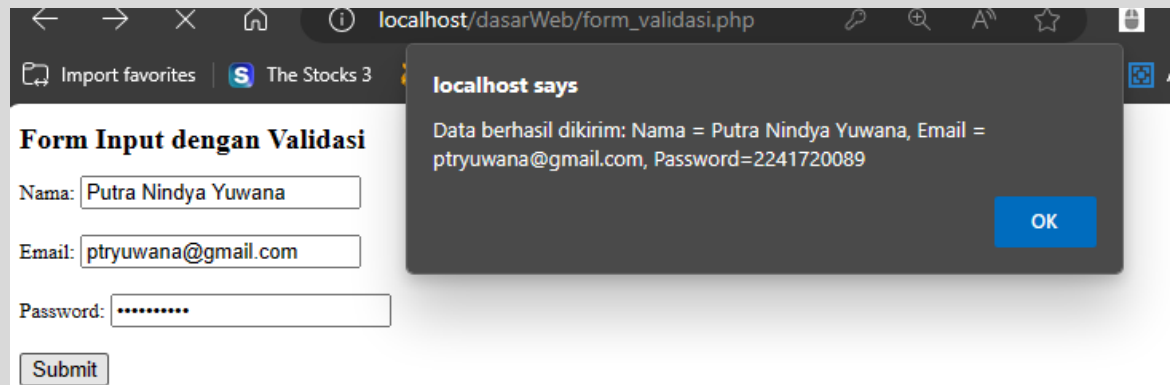 localhost/dasarWeb/form_validasi.php
Import favorites
S The Stocks 3
localhost says
Data berhasil dikirim: Nama = Putra Nindya Yuwana, Email =
ptryuwana@gmail.com, Password=2241720089
OK
Form Input dengan Validasi
Nama: Putra Nindya Yuwana
Email: ptryuwana@gmail.com
Password: ••••••••••
Submit